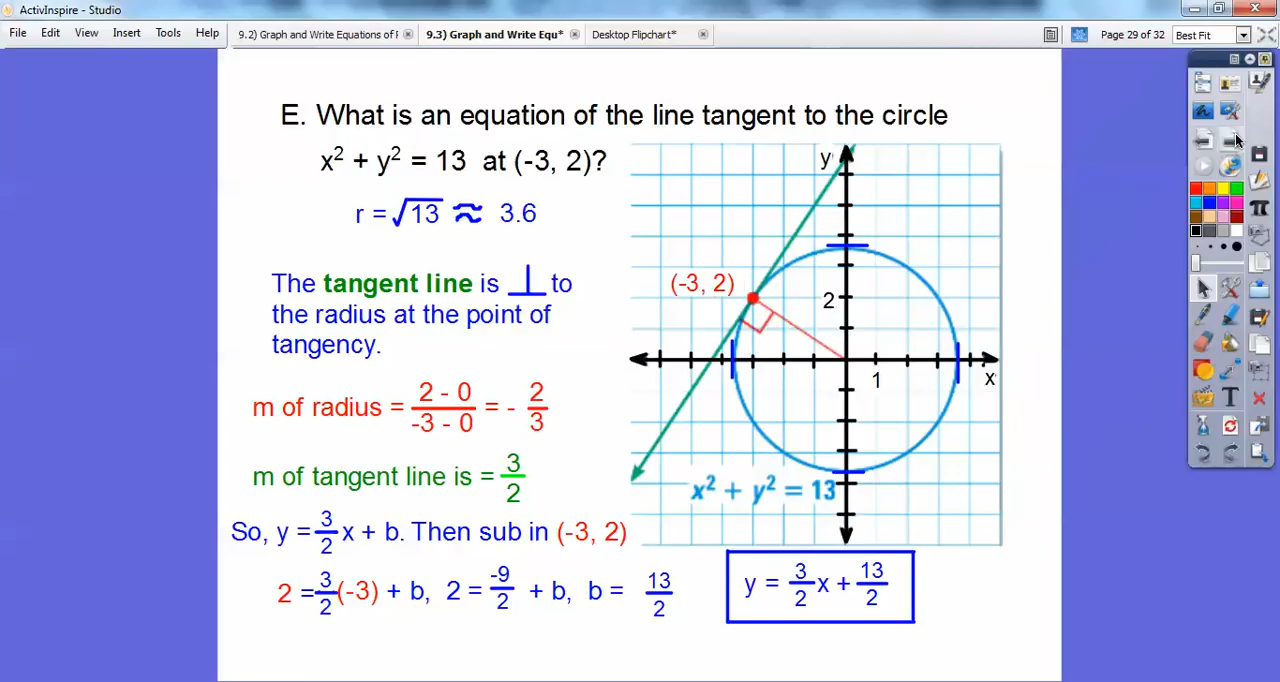 ActivInspire - Studio
File Edit View Insert Tools Help
9.2) Graph and Write Equations of F 9.3) Graph and Write Equ* Desktop Flipchart*
Page 29 of 32 Best Fit
E. What is an equation of the line tangent to the circle
x² + y² = 13 at (-3, 2)?
r = √13 ≈ 3.6
The tangent line is ⊥ to
the radius at the point of
tangency.
m of radius = (2 - 0)/(-3 - 0) = - 2/3
m of tangent line is = 3/2
So, y = 3/2 x + b. Then sub in (-3, 2)
2 = 3/2 (-3) + b, 2 = -9/2 + b, b = 13/2
y = 3/2 x + 13/2
y
(-3, 2)
2
1
x
x² + y² = 13